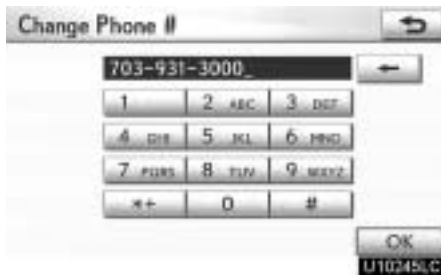 Change Phone #
703-931-3000_
1 2 ABC 3 DEF
4 GHI 5 JKL 6 MNO
7 PQRS 8 TUV 9 WXYZ
*+ 0 #
OK
U10245LC